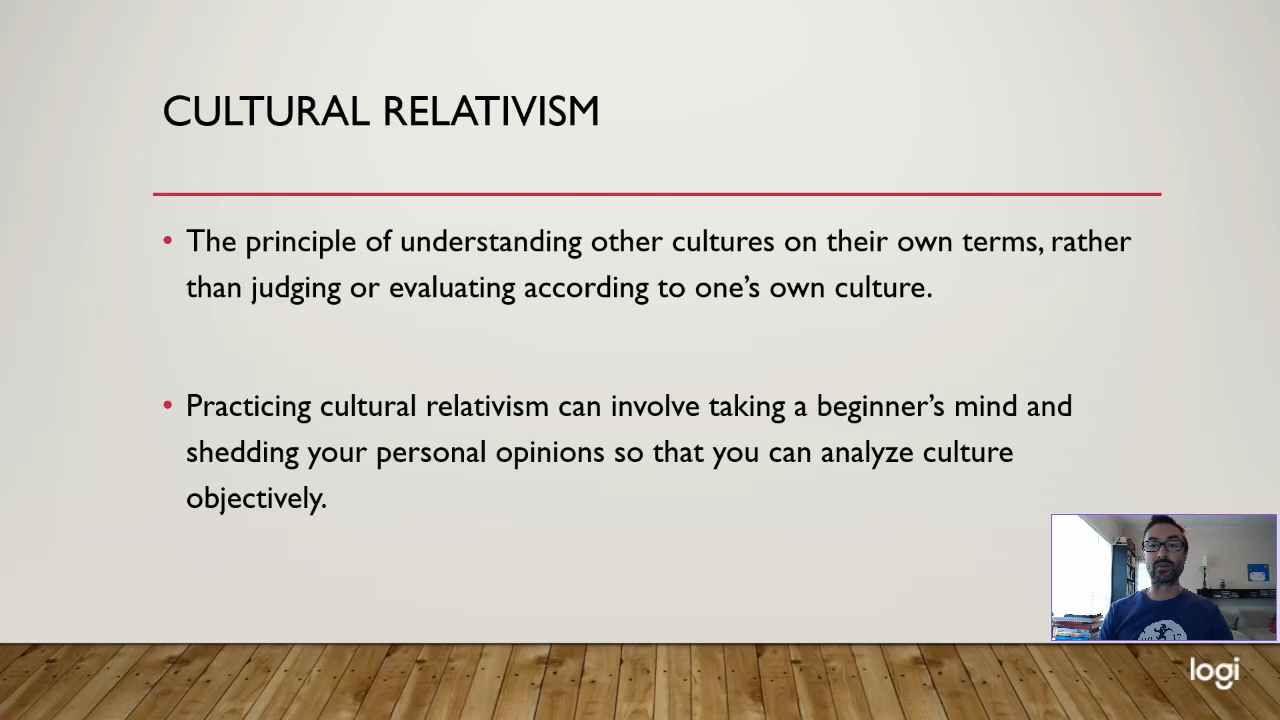 CULTURAL RELATIVISM
• The principle of understanding other cultures on their own terms, rather
than judging or evaluating according to one’s own culture.
• Practicing cultural relativism can involve taking a beginner’s mind and
shedding your personal opinions so that you can analyze culture
objectively.
logi